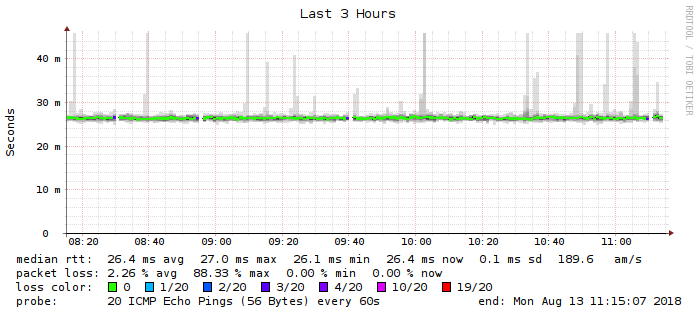 Last 3 Hours
RRDTOOL / TOBI OETIKER
Seconds
40 m
30 m
20 m
10 m
0
08:20 08:40 09:00 09:20 09:40 10:00 10:20 10:40 11:00
median rtt: 26.4 ms avg 27.0 ms max 26.1 ms min 26.4 ms now 0.1 ms sd 189.6 am/s
packet loss: 2.26 % avg 88.33 % max 0.00 % min 0.00 % now
loss color: 0 1/20 2/20 3/20 4/20 10/20 19/20
probe: 20 ICMP Echo Pings (56 Bytes) every 60s end: Mon Aug 13 11:15:07 2018